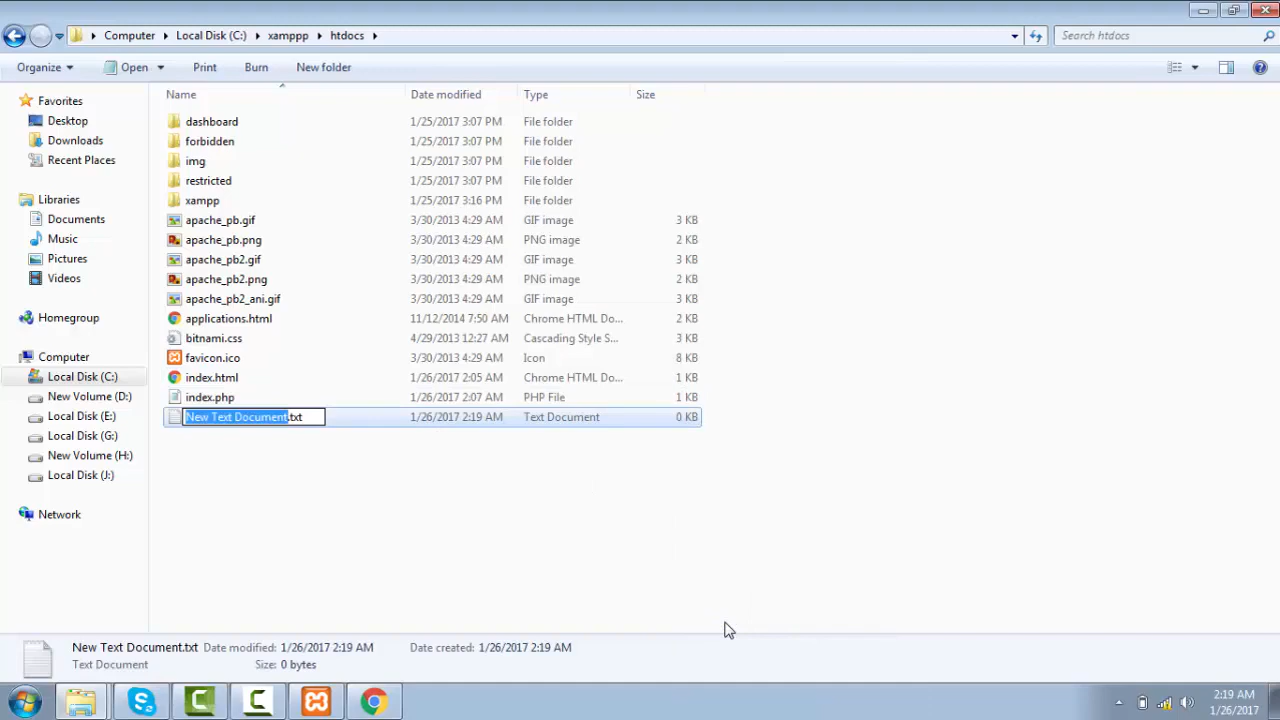 Computer Local Disk (C:) xamppp htdocs Search htdocs
Organize Open Print Burn New folder
Name Date modified Type Size
Favorites
Desktop
Downloads
Recent Places
Libraries
Documents
Music
Pictures
Videos
Homegroup
Computer
Local Disk (C:)
New Volume (D:)
Local Disk (E:)
Local Disk (G:)
New Volume (H:)
Local Disk (J:)
Network
dashboard 1/25/2017 3:07 PM File folder
forbidden 1/25/2017 3:07 PM File folder
img 1/25/2017 3:07 PM File folder
restricted 1/25/2017 3:07 PM File folder
xampp 1/25/2017 3:16 PM File folder
apache_pb.gif 3/30/2013 4:29 AM GIF image 3 KB
apache_pb.png 3/30/2013 4:29 AM PNG image 2 KB
apache_pb2.gif 3/30/2013 4:29 AM GIF image 3 KB
apache_pb2.png 3/30/2013 4:29 AM PNG image 2 KB
apache_pb2_ani.gif 3/30/2013 4:29 AM GIF image 3 KB
applications.html 11/12/2014 7:50 AM Chrome HTML Do... 2 KB
bitnami.css 4/29/2013 12:27 AM Cascading Style S... 3 KB
favicon.ico 3/30/2013 4:29 AM Icon 8 KB
index.html 1/26/2017 2:05 AM Chrome HTML Do... 1 KB
index.php 1/26/2017 2:07 AM PHP File 1 KB
New Text Document.txt 1/26/2017 2:19 AM Text Document 0 KB
New Text Document.txt Date modified: 1/26/2017 2:19 AM Date created: 1/26/2017 2:19 AM
Text Document Size: 0 bytes
2:19 AM
1/26/2017